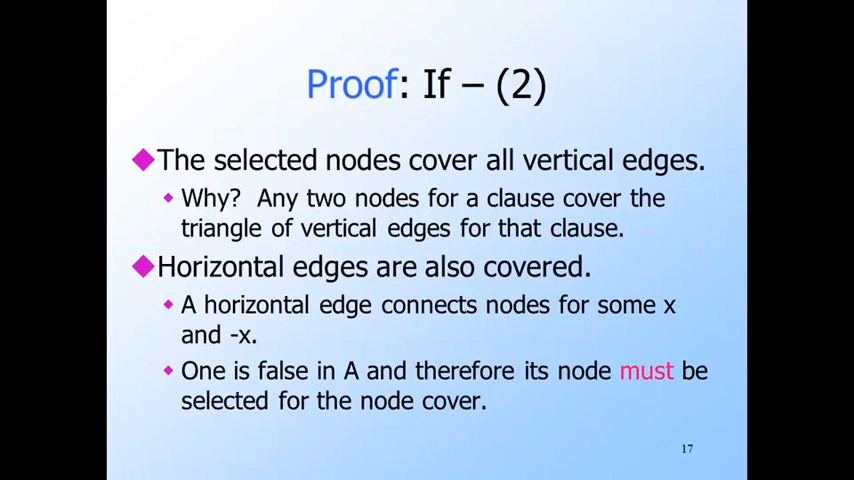 Proof: If – (2)
The selected nodes cover all vertical edges.
Why? Any two nodes for a clause cover the
triangle of vertical edges for that clause.
Horizontal edges are also covered.
A horizontal edge connects nodes for some x
and -x.
One is false in A and therefore its node must be
selected for the node cover.
17